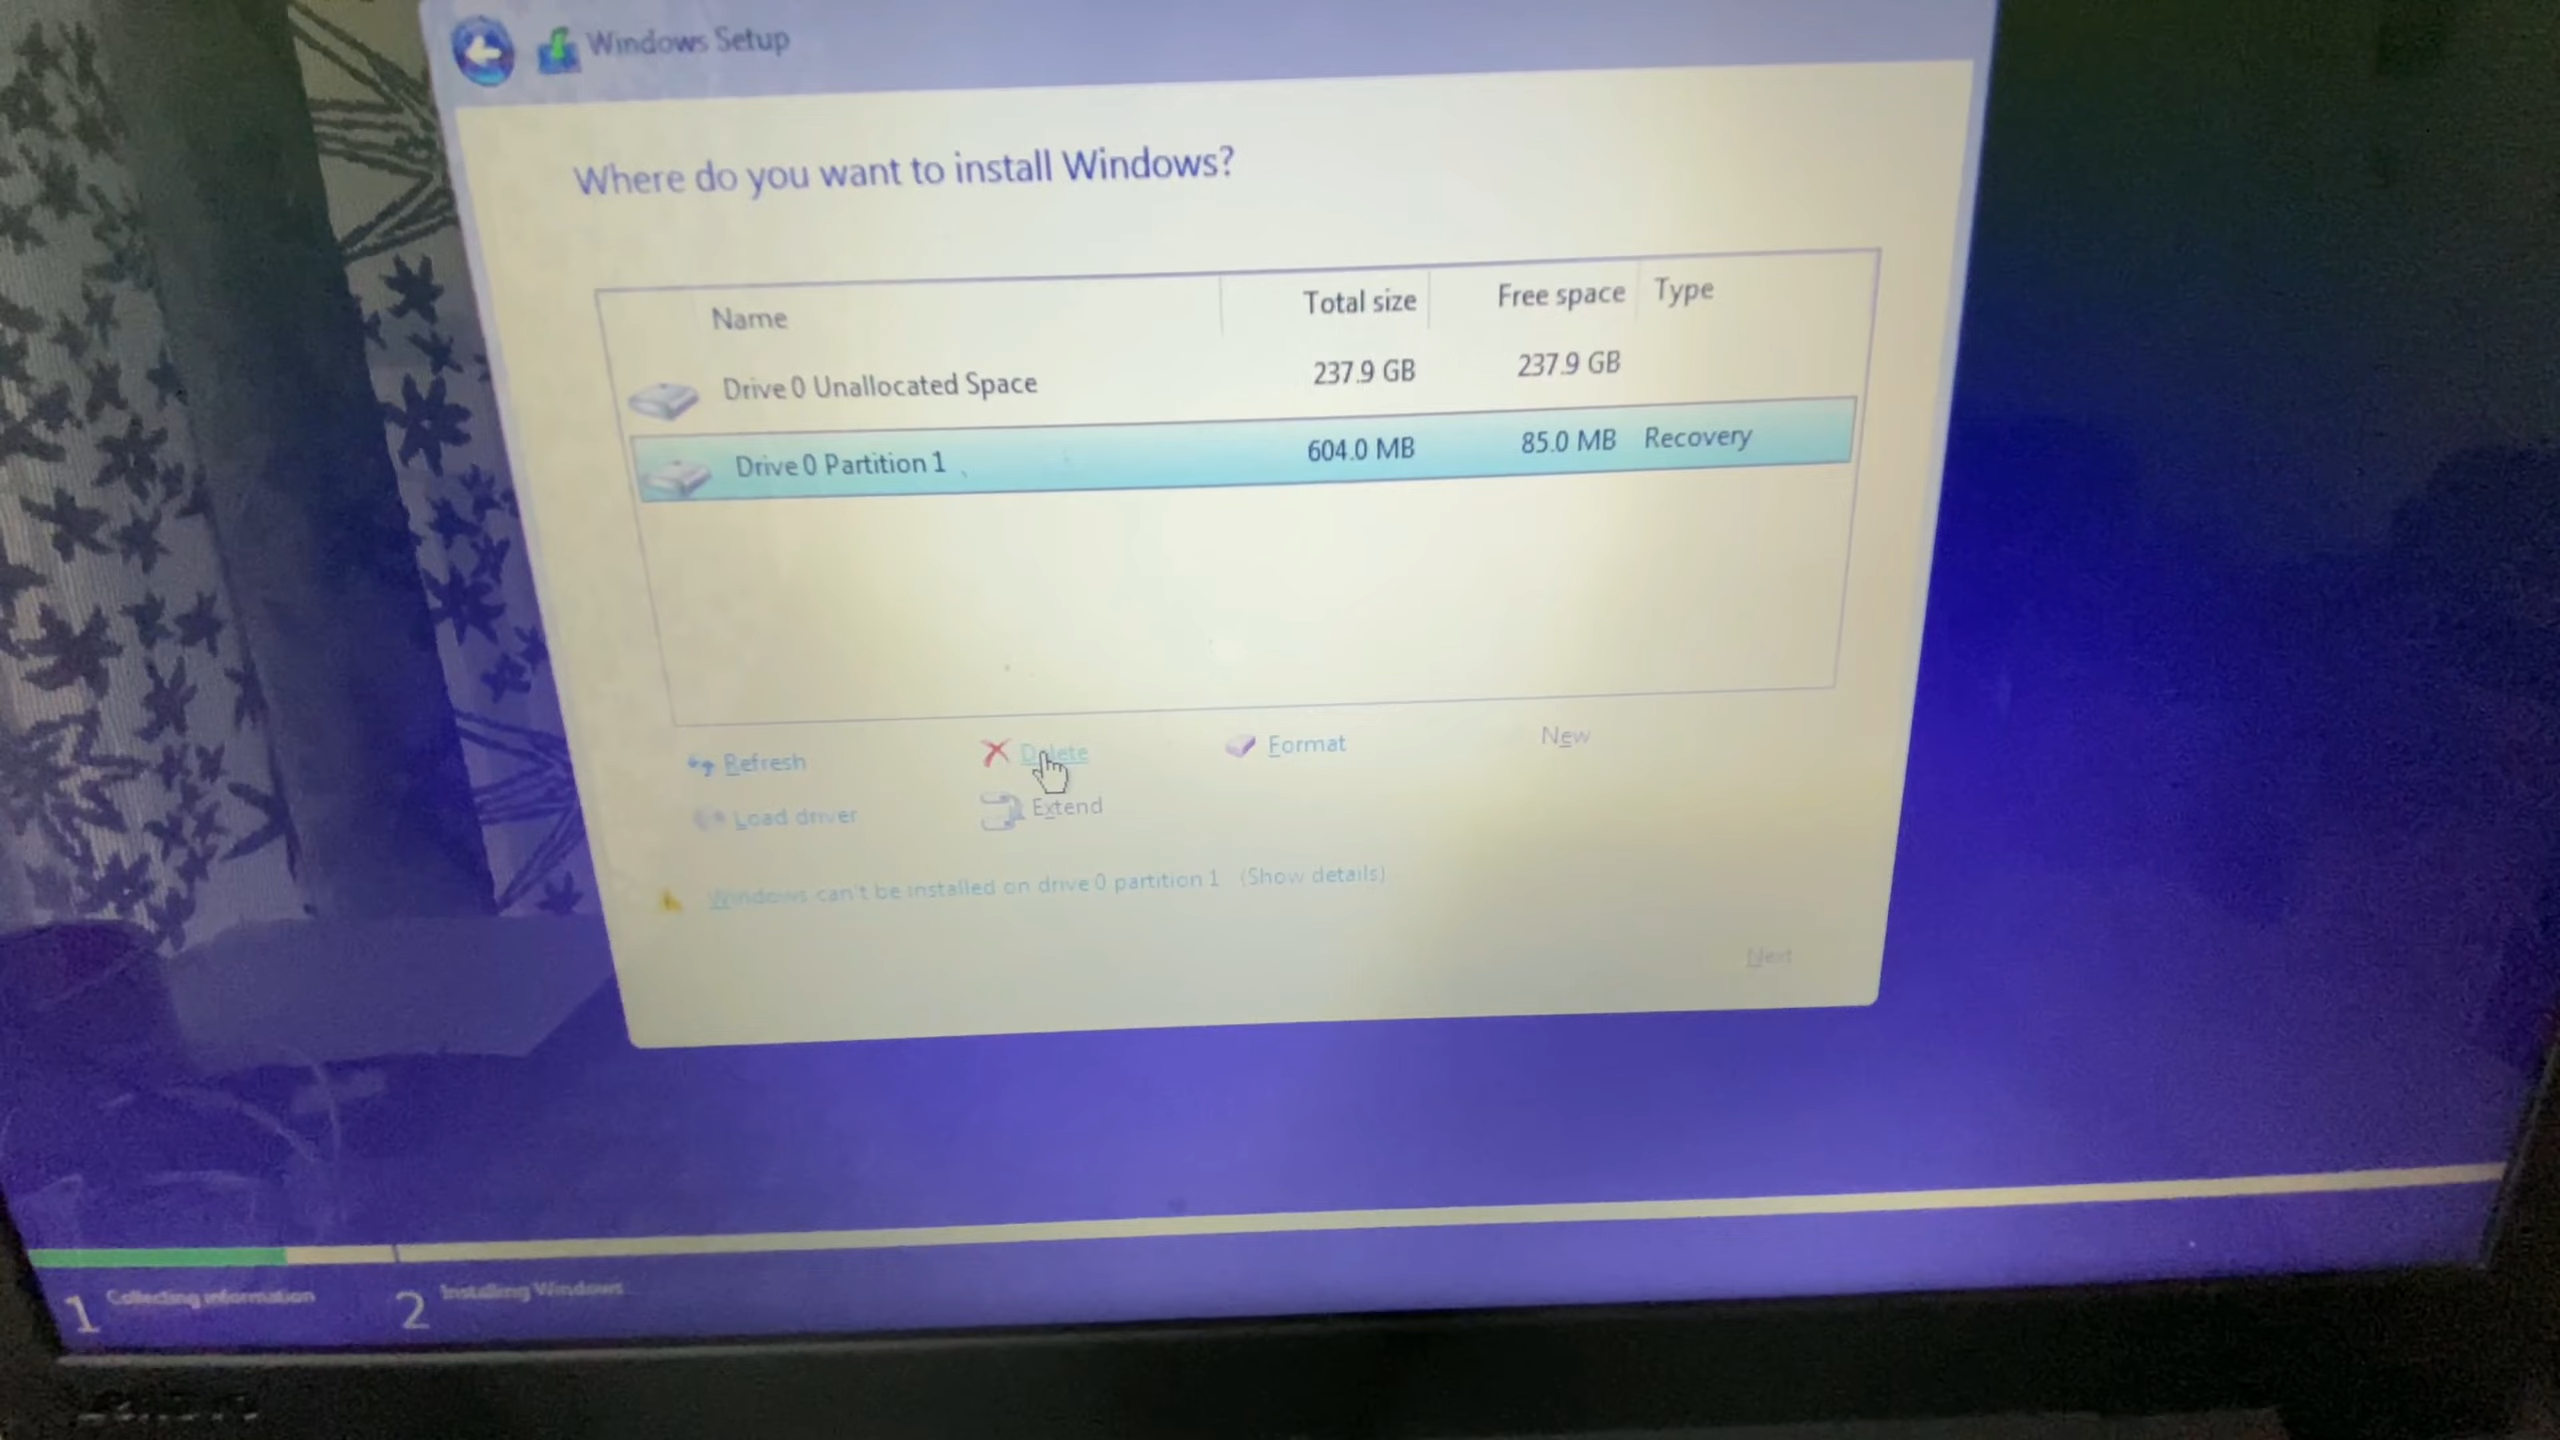 Windows Setup
Where do you want to install Windows?
Name Total size Free space Type
Drive 0 Unallocated Space 237.9 GB 237.9 GB
Drive 0 Partition 1 604.0 MB 85.0 MB Recovery
Refresh Delete Format New
Load driver Extend
Windows can't be installed on drive 0 partition 1 (Show details)
Next
1 Collecting information 2 Installing Windows